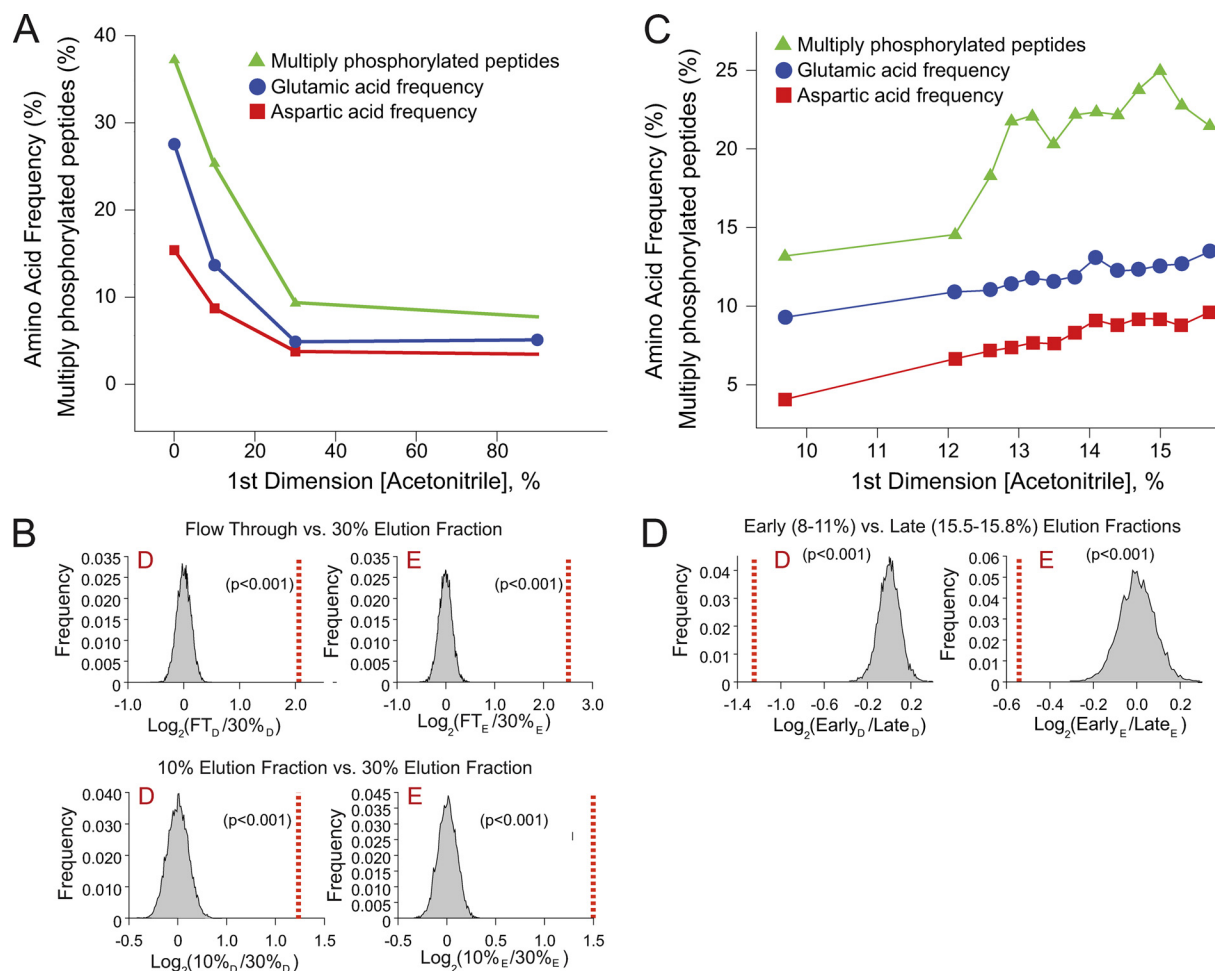 A
Amino Acid Frequency (%)
Multiply phosphorylated peptides (%)
40
30
20
10
0
Multiply phosphorylated peptides
Glutamic acid frequency
Aspartic acid frequency
0 20 40 60 80
1st Dimension [Acetonitrile], %
C
Amino Acid Frequency (%)
Multiply phosphorylated peptides (%)
25
20
15
10
5
Multiply phosphorylated peptides
Glutamic acid frequency
Aspartic acid frequency
10 11 12 13 14 15
1st Dimension [Acetonitrile], %
B
Flow Through vs. 30% Elution Fraction
Frequency
0.035
0.030
0.025
0.020
0.015
0.010
0.005
0
D
(p<0.001)
-1.0 0 1.0 2.0
Log2(FTD/30%D)
Frequency
0.035
0.030
0.025
0.020
0.015
0.010
0.005
0
E
(p<0.001)
-1.0 0 1.0 2.0 3.0
Log2(FTE/30%E)
10% Elution Fraction vs. 30% Elution Fraction
Frequency
0.040
0.030
0.020
0.010
0
D
(p<0.001)
-0.5 0 1.0 1.0 1.5
Log2(10%D/30%D)
Frequency
0.045
0.040
0.035
0.030
0.025
0.020
0.015
0.010
0.005
0
E
(p<0.001)
-0.5 0.0 0.5 1.0 1.5
Log2(10%E/30%E)
D
Early (8-11%) vs. Late (15.5-15.8%) Elution Fractions
Frequency
0.04
0.03
0.02
0.01
0
D
(p<0.001)
-1.4 -1.0 -0.6 -0.2 0.2
Log2(EarlyD/LateD)
Frequency
0.06
0.05
0.04
0.03
0.02
0.01
0
E
(p<0.001)
-0.6 -0.4 -0.2 0.0 0.2
Log2(EarlyE/LateE)